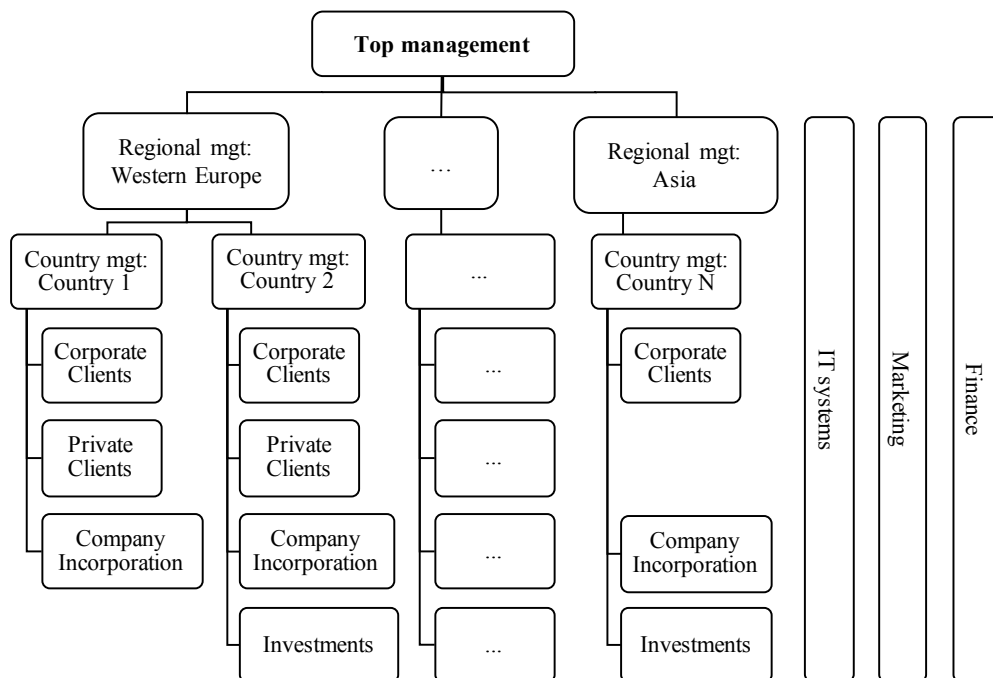 Top management
Regional mgt:
Western Europe
…
Regional mgt:
Asia
Country mgt:
Country 1
Country mgt:
Country 2
...
Country mgt:
Country N
Corporate
Clients
Corporate
Clients
...
Corporate
Clients
Private
Clients
Private
Clients
...
Company
Incorporation
Company
Incorporation
...
Company
Incorporation
Investments
...
Investments
IT systems
Marketing
Finance